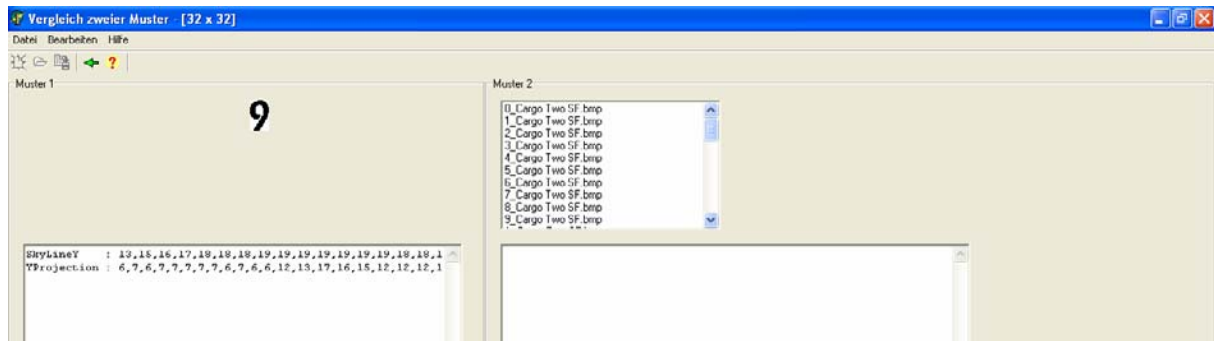 Vergleich zweier Muster - [32 x 32]
Datei Bearbeiten Hilfe
Muster 1
9
SkyLineY : 13,15,16,17,18,18,18,19,19,19,19,19,19,19,18,18,1
YProjection : 6,7,6,7,7,7,7,7,6,7,6,6,12,13,17,16,15,12,12,12,1
Muster 2
0_Cargo Two SF.bmp
1_Cargo Two SF.bmp
2_Cargo Two SF.bmp
3_Cargo Two SF.bmp
4_Cargo Two SF.bmp
5_Cargo Two SF.bmp
6_Cargo Two SF.bmp
7_Cargo Two SF.bmp
8_Cargo Two SF.bmp
9_Cargo Two SF.bmp